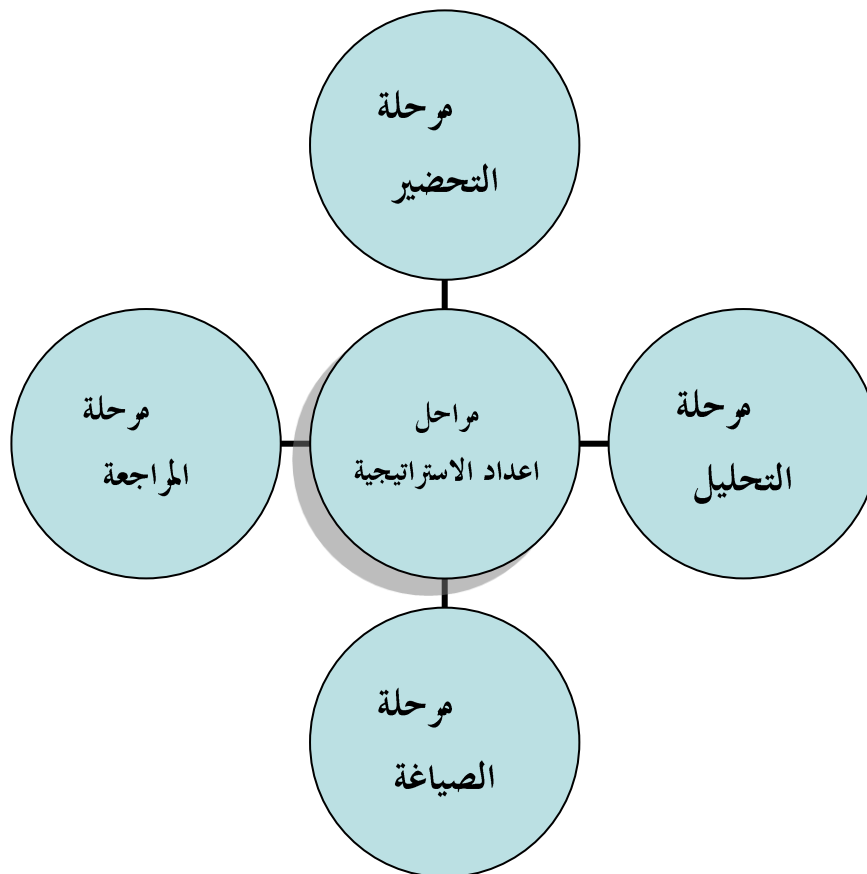 مرحلة
التحضير
مراحل
اعداد الاستراتيجية
مرحلة
التحليل
مرحلة
المراجعة
مرحلة
الصياغة